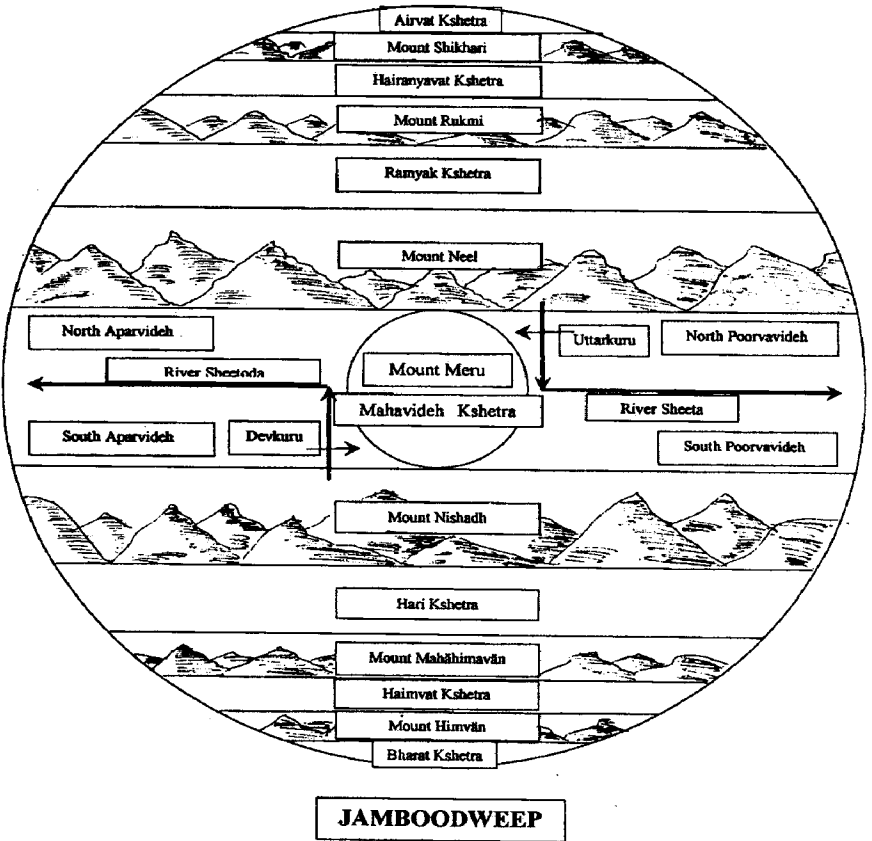 Airvat Kshetra
Mount Shikhari
Hairanyavat Kshetra
Mount Rukmi
Ramyak Kshetra
Mount Neel
North Aparvideh
Uttarkuru
North Poorvavideh
River Sheetoda
Mount Meru
Mahavideh Kshetra
River Sheeta
South Aparvideh
Devkuru
South Poorvavideh
Mount Nishadh
Hari Kshetra
Mount Mahāhimavān
Haimvat Kshetra
Mount Himvān
Bharat Kshetra
JAMBOODWEEP